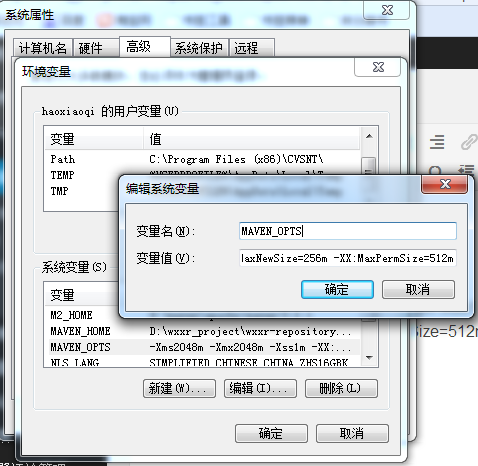 系统属性
计算机名 硬件 高级 系统保护 远程
环境变量
haoxiaoqi 的用户变量(U)
变量 值
Path C:\Program Files (x86)\CVSNT\
TEMP
TMP
编辑系统变量
变量名(N): MAVEN_OPTS
变量值(V): laxNewSize=256m -XX:MaxPermSize=512m
确定 取消
系统变量(S)
变量
M2_HOME
MAVEN_HOME D:\wxxr_project\wxxr-repository...
MAVEN_OPTS -Xms2048m -Xmx2048m -Xss1m -XX:...
NLS_LANG SIMPLIFIED CHINESE_CHINA.ZHS16GBK
Size=512m
新建(W)... 编辑(I)... 删除(L)
确定 取消